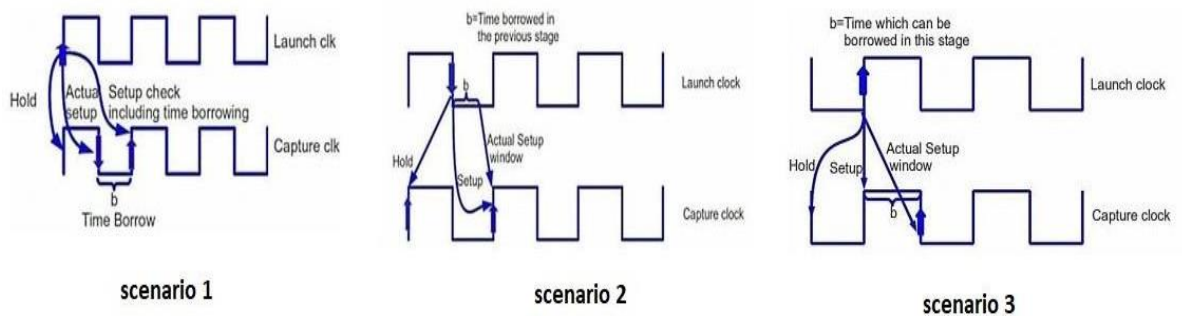 Launch clk
Hold
Actual
setup
Setup check
including time borrowing
Capture clk
b
Time Borrow
scenario 1
b=Time borrowed in
the previous stage
Launch clock
b
Hold
Setup
Actual Setup
window
Capture clock
scenario 2
b=Time which can be
borrowed in this stage
Launch clock
Hold
Setup
Actual Setup
window
b
Capture clock
scenario 3